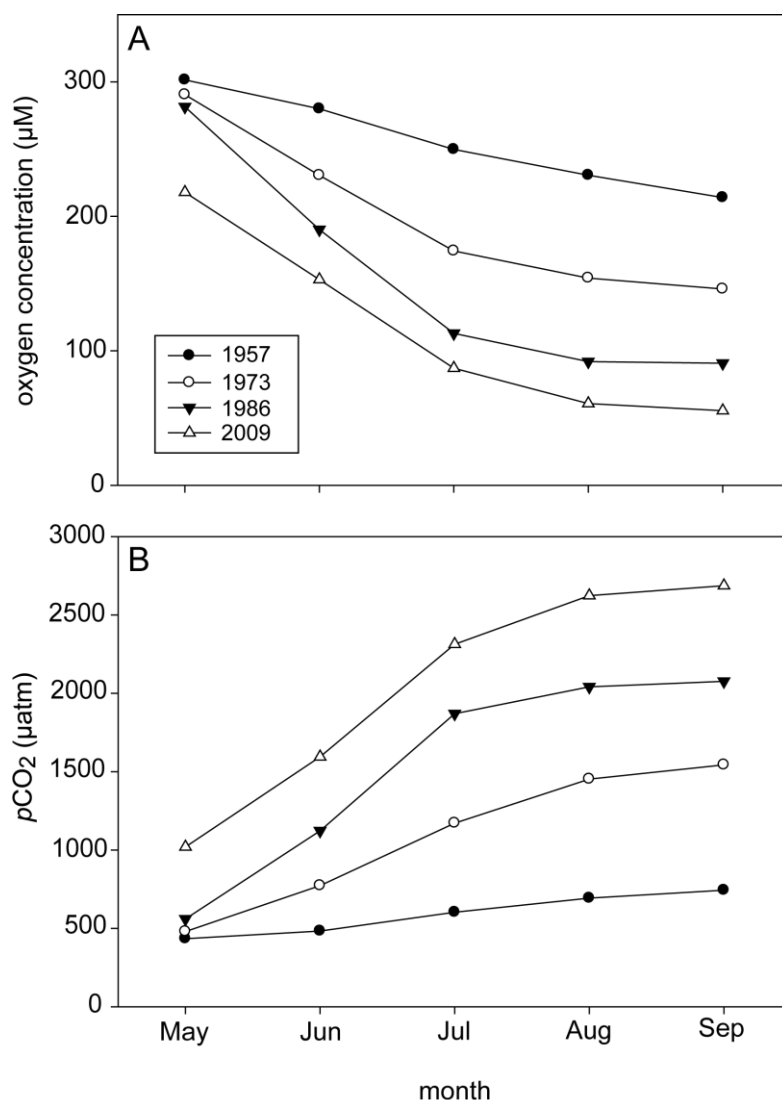 A
oxygen concentration (µM)
300
200
100
0
1957
1973
1986
2009
B
pCO₂ (µatm)
3000
2500
2000
1500
1000
500
0
May Jun Jul Aug Sep
month